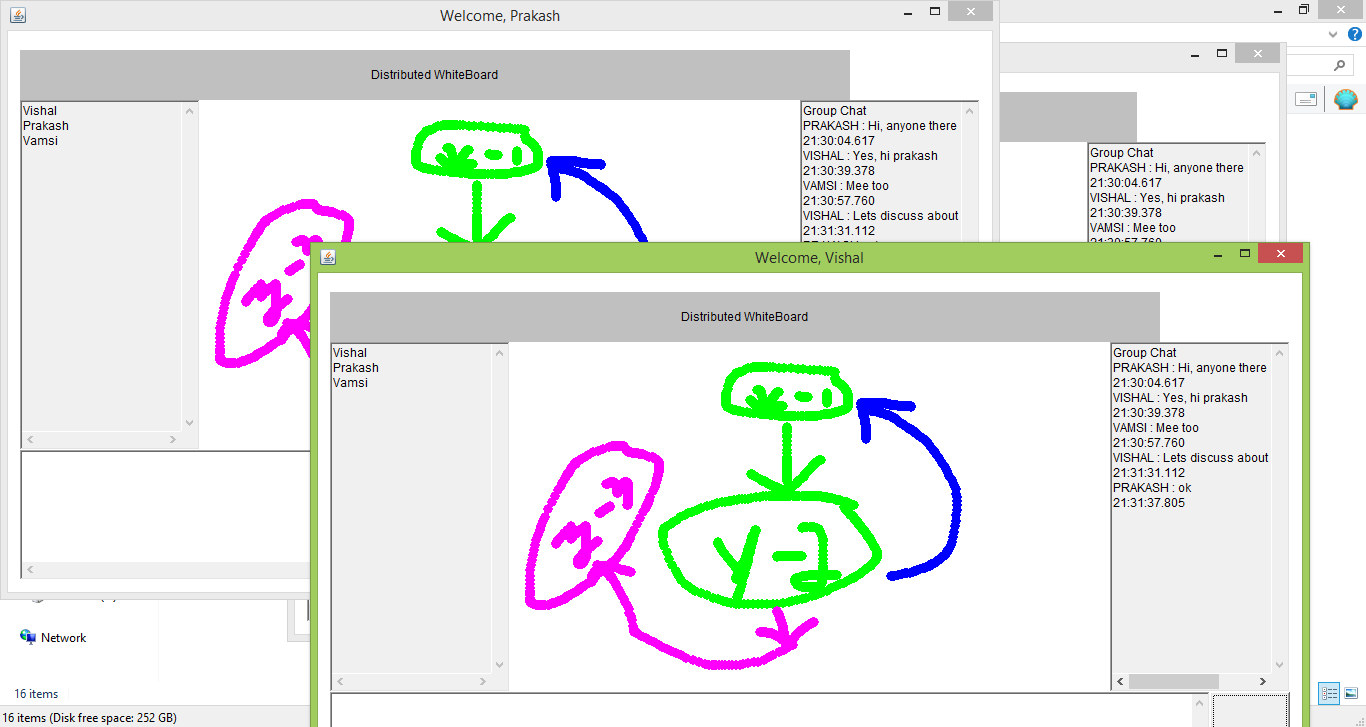 Welcome, Prakash
Distributed WhiteBoard
Vishal
Prakash
Vamsi
Group Chat
PRAKASH : Hi, anyone there
21:30:04.617
VISHAL : Yes, hi prakash
21:30:39.378
VAMSI : Mee too
21:30:57.760
VISHAL : Lets discuss about
21:31:31.112
Group Chat
PRAKASH : Hi, anyone there
21:30:04.617
VISHAL : Yes, hi prakash
21:30:39.378
VAMSI : Mee too
21:30:57.760
Welcome, Vishal
Distributed WhiteBoard
Vishal
Prakash
Vamsi
y-1
Group Chat
PRAKASH : Hi, anyone there
21:30:04.617
VISHAL : Yes, hi prakash
21:30:39.378
VAMSI : Mee too
21:30:57.760
VISHAL : Lets discuss about
21:31:31.112
PRAKASH : ok
21:31:37.805
Network
16 items
16 items (Disk free space: 252 GB)